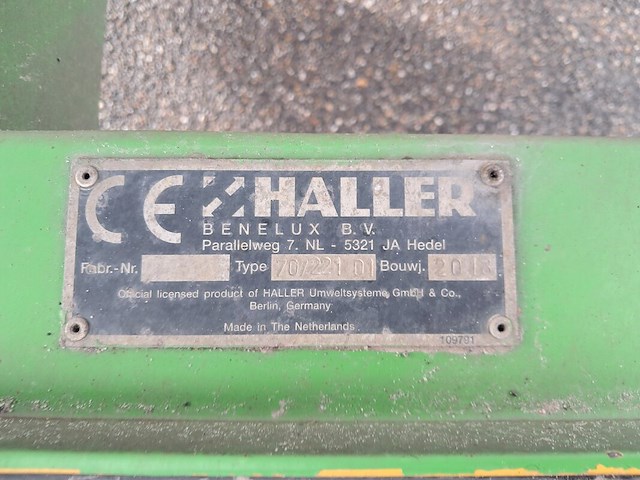 CE HALLER
BENELUX B.V.
Parallelweg 7. NL - 5321 JA Hedel
Fabr.-Nr. Type 70/221 01 Bouwj.
Official licensed product of HALLER Umweltsysteme GmbH & Co.,
Berlin, Germany
Made in The Netherlands
109791